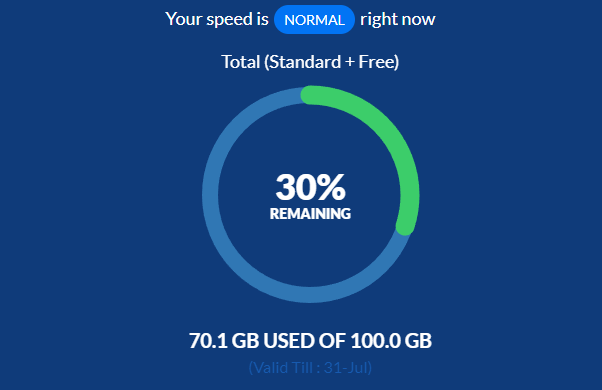 Your speed is NORMAL right now
Total (Standard + Free)
30%
REMAINING
70.1 GB USED OF 100.0 GB
(Valid Till : 31-Jul)